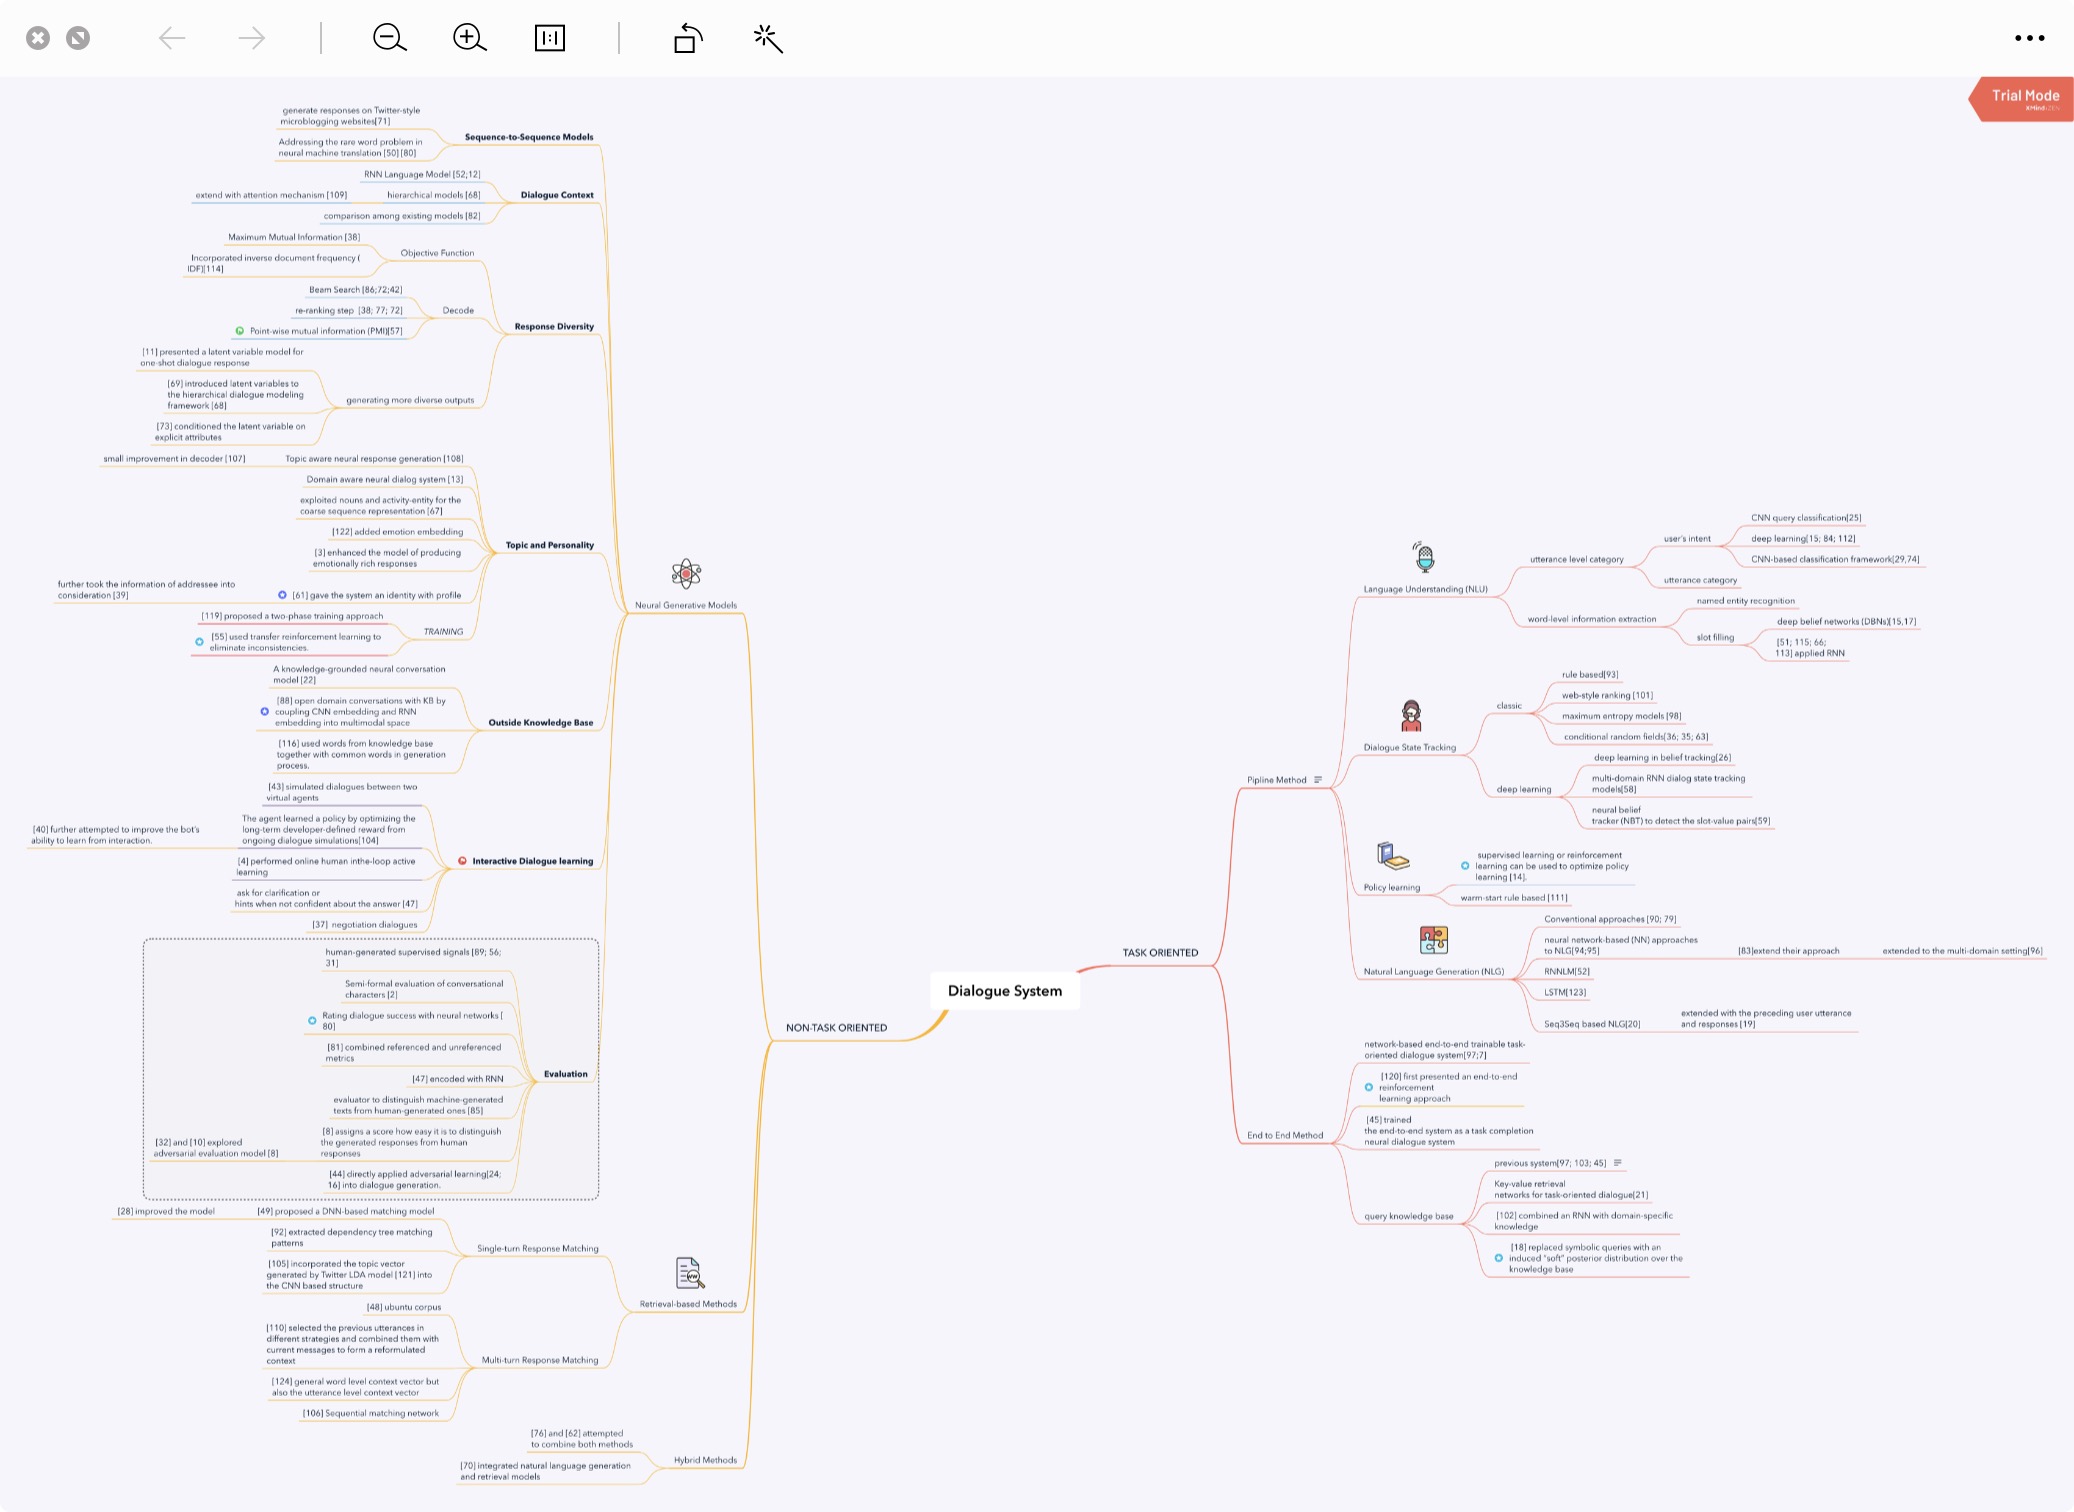 Trial Mode
XMind:ZEN
generate responses on Twitter-style
microblogging websites[71]
Addressing the rare word problem in
neural machine translation [50][80]
Sequence-to-Sequence Models
RNN Language Model [52;12]
extend with attention mechanism [109]
hierarchical models [68]
comparison among existing models [82]
Dialogue Context
Maximum Mutual Information [38]
Incorporated inverse document frequency (
IDF)[114]
Objective Function
Beam Search [86;72;42]
re-ranking step [38; 77; 72]
Point-wise mutual information (PMI)[57]
Decode
Response Diversity
[11] presented a latent variable model for
one-shot dialogue response
[69] introduced latent variables to
the hierarchical dialogue modeling
framework [68]
[73] conditioned the latent variable on
explicit attributes
generating more diverse outputs
small improvement in decoder [107]
Topic aware neural response generation [108]
Domain aware neural dialog system [13]
exploited nouns and activity-entity for the
coarse sequence representation [67]
[122] added emotion embedding
[3] enhanced the model of producing
emotionally rich responses
Topic and Personality
further took the information of addressee into
consideration [39]
[61] gave the system an identity with profile
[119] proposed a two-phase training approach
[55] used transfer reinforcement learning to
eliminate inconsistencies.
TRAINING
Neural Generative Models
A knowledge-grounded neural conversation
model [22]
[88] open domain conversations with KB by
coupling CNN embedding and RNN
embedding into multimodal space
[116] used words from knowledge base
together with common words in generation
process.
Outside Knowledge Base
[43] simulated dialogues between two
virtual agents
[40] further attempted to improve the bot's
ability to learn from interaction.
The agent learned a policy by optimizing the
long-term developer-defined reward from
ongoing dialogue simulations[104]
[4] performed online human inthe-loop active
learning
ask for clarification or
hints when not confident about the answer [47]
[37] negotiation dialogues
Interactive Dialogue learning
human-generated supervised signals [89; 56;
31]
Semi-formal evaluation of conversational
characters [2]
Rating dialogue success with neural networks [
80]
[81] combined referenced and unreferenced
metrics
[47] encoded with RNN
evaluator to distinguish machine-generated
texts from human-generated ones [85]
[32] and [10] explored
adversarial evaluation model [8]
[8] assigns a score how easy it is to distinguish
the generated responses from human
responses
[44] directly applied adversarial learning[24;
16] into dialogue generation.
Evaluation
[28] improved the model
[49] proposed a DNN-based matching model
[92] extracted dependency tree matching
patterns
[105] incorporated the topic vector
generated by Twitter LDA model [121] into
the CNN based structure
Single-turn Response Matching
[48] ubuntu corpus
[110] selected the previous utterances in
different strategies and combined them with
current messages to form a reformulated
context
[124] general word level context vector but
also the utterance level context vector
[106] Sequential matching network
Multi-turn Response Matching
Retrieval-based Methods
[76] and [62] attempted
to combine both methods
[70] integrated natural language generation
and retrieval models
Hybrid Methods
NON-TASK ORIENTED
Dialogue System
TASK ORIENTED
Pipline Method
Language Understanding (NLU)
utterance level category
user's intent
CNN query classification[25]
deep learning[15; 84; 112]
CNN-based classification framework[29,74]
utterance category
word-level information extraction
named entity recognition
slot filling
deep belief networks (DBNs)[15,17]
[51; 115; 66;
113] applied RNN
Dialogue State Tracking
classic
rule based[93]
web-style ranking [101]
maximum entropy models [98]
conditional random fields[36; 35; 63]
deep learning
deep learning in belief tracking[26]
multi-domain RNN dialog state tracking
models[58]
neural belief
tracker (NBT) to detect the slot-value pairs[59]
Policy learning
supervised learning or reinforcement
learning can be used to optimize policy
learning [14].
warm-start rule based [111]
Natural Language Generation (NLG)
Conventional approaches [90; 79]
neural network-based (NN) approaches
to NLG[94;95]
[83]extend their approach
extended to the multi-domain setting[96]
RNNLM[52]
LSTM[123]
Seq3Seq based NLG[20]
extended with the preceding user utterance
and responses [19]
End to End Method
network-based end-to-end trainable task-
oriented dialogue system[97;7]
[120] first presented an end-to-end
reinforcement
learning approach
[45] trained
the end-to-end system as a task completion
neural dialogue system
query knowledge base
previous system[97; 103; 45]
Key-value retrieval
networks for task-oriented dialogue[21]
[102] combined an RNN with domain-specific
knowledge
[18] replaced symbolic queries with an
induced "soft" posterior distribution over the
knowledge base